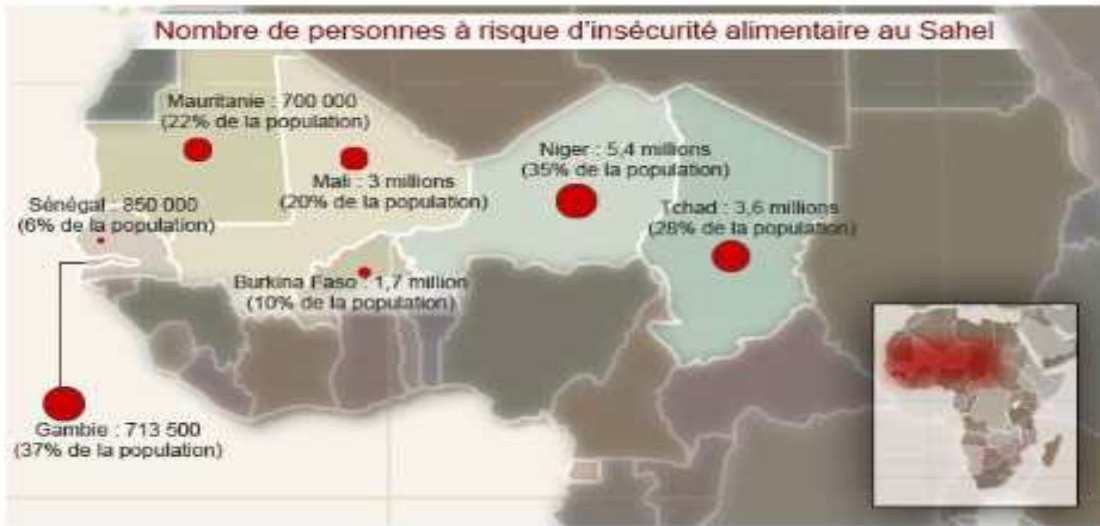 Nombre de personnes à risque d'insécurité alimentaire au Sahel
Mauritanie : 700 000
(22% de la population)
Mali : 3 millions
(20% de la population)
Niger : 5,4 millions
(35% de la population)
Tchad : 3,6 millions
(28% de la population)
Sénégal : 850 000
(6% de la population)
Burkina Faso : 1,7 million
(10% de la population)
Gambie : 713 500
(37% de la population)